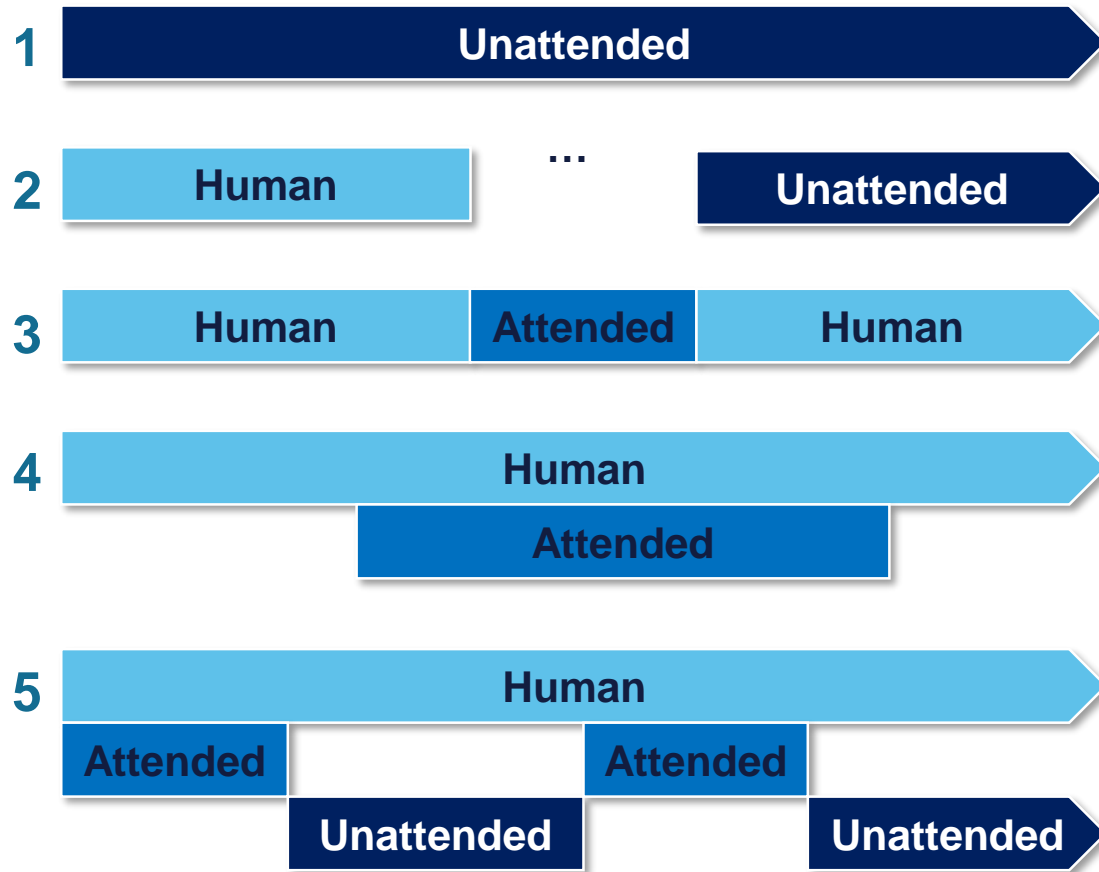 1 Unattended
...
2 Human Unattended
3 Human Attended Human
4 Human
Attended
5 Human
Attended Attended
Unattended Unattended